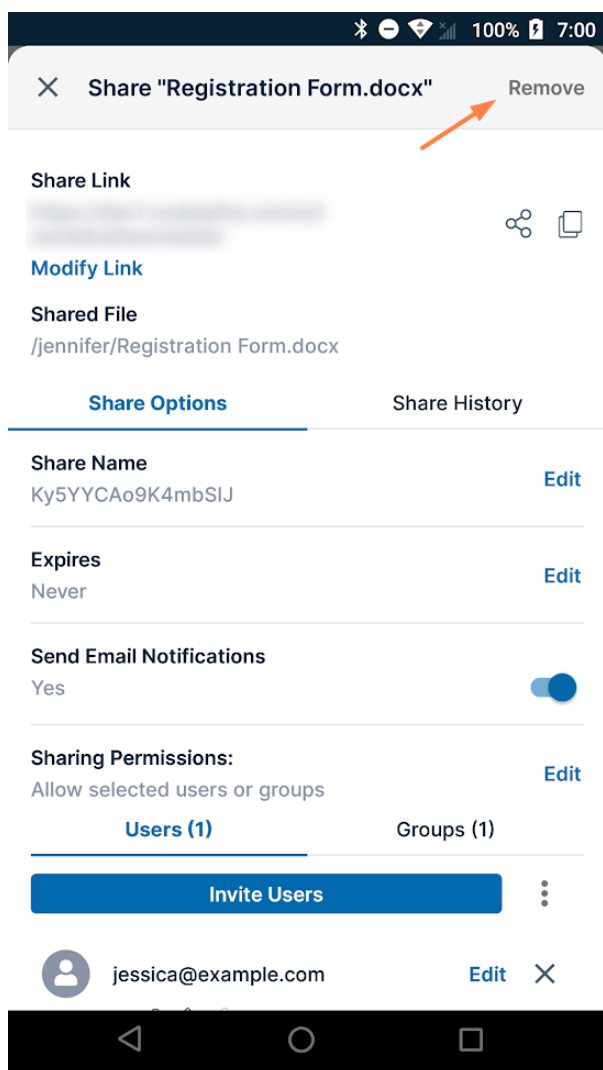 100% 7:00
Share "Registration Form.docx" Remove
Share Link
Modify Link
Shared File
/jennifer/Registration Form.docx
Share Options Share History
Share Name
Ky5YYCAo9K4mbSIJ Edit
Expires
Never Edit
Send Email Notifications
Yes
Sharing Permissions:
Allow selected users or groups Edit
Users (1) Groups (1)
Invite Users
jessica@example.com Edit